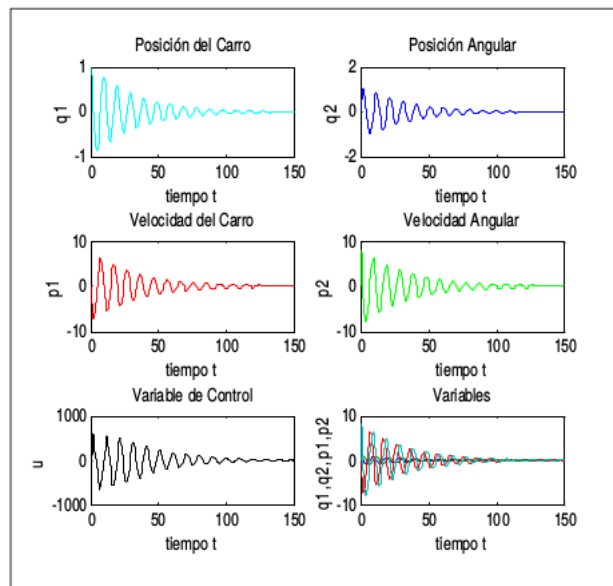 Posición del Carro
1
0
-1
q1
0 50 100 150
tiempo t
Posición Angular
2
0
-2
q2
0 50 100 150
tiempo t
Velocidad del Carro
10
0
-10
p1
0 50 100 150
tiempo t
Velocidad Angular
10
0
-10
p2
0 50 100 150
tiempo t
Variable de Control
1000
0
-1000
u
0 50 100 150
tiempo t
Variables
10
0
-10
q1,q2,p1,p2
0 50 100 150
tiempo t